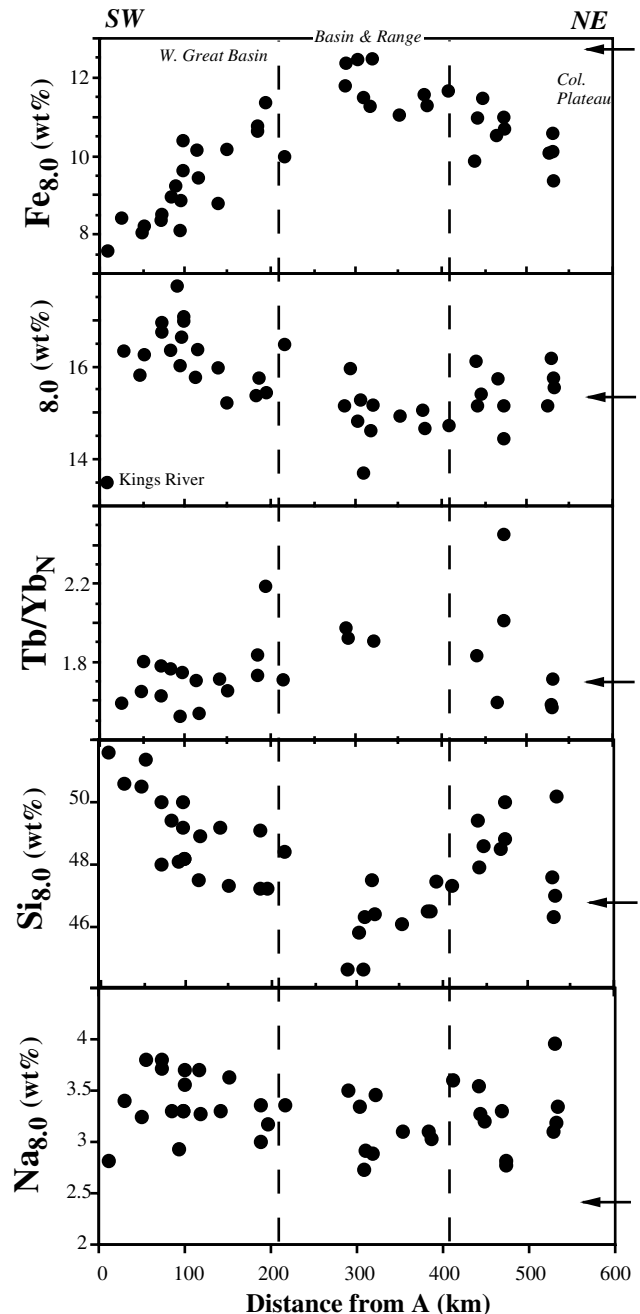 SW NE
Basin & Range
W. Great Basin
Col.
Plateau
Fe8.0 (wt%)
12
10
8
8.0 (wt%)
16
14
Kings River
Tb/YbN
2.2
1.8
Si8.0 (wt%)
50
48
46
Na8.0 (wt%)
4
3.5
3
2.5
2
0 100 200 300 400 500 600
Distance from A (km)